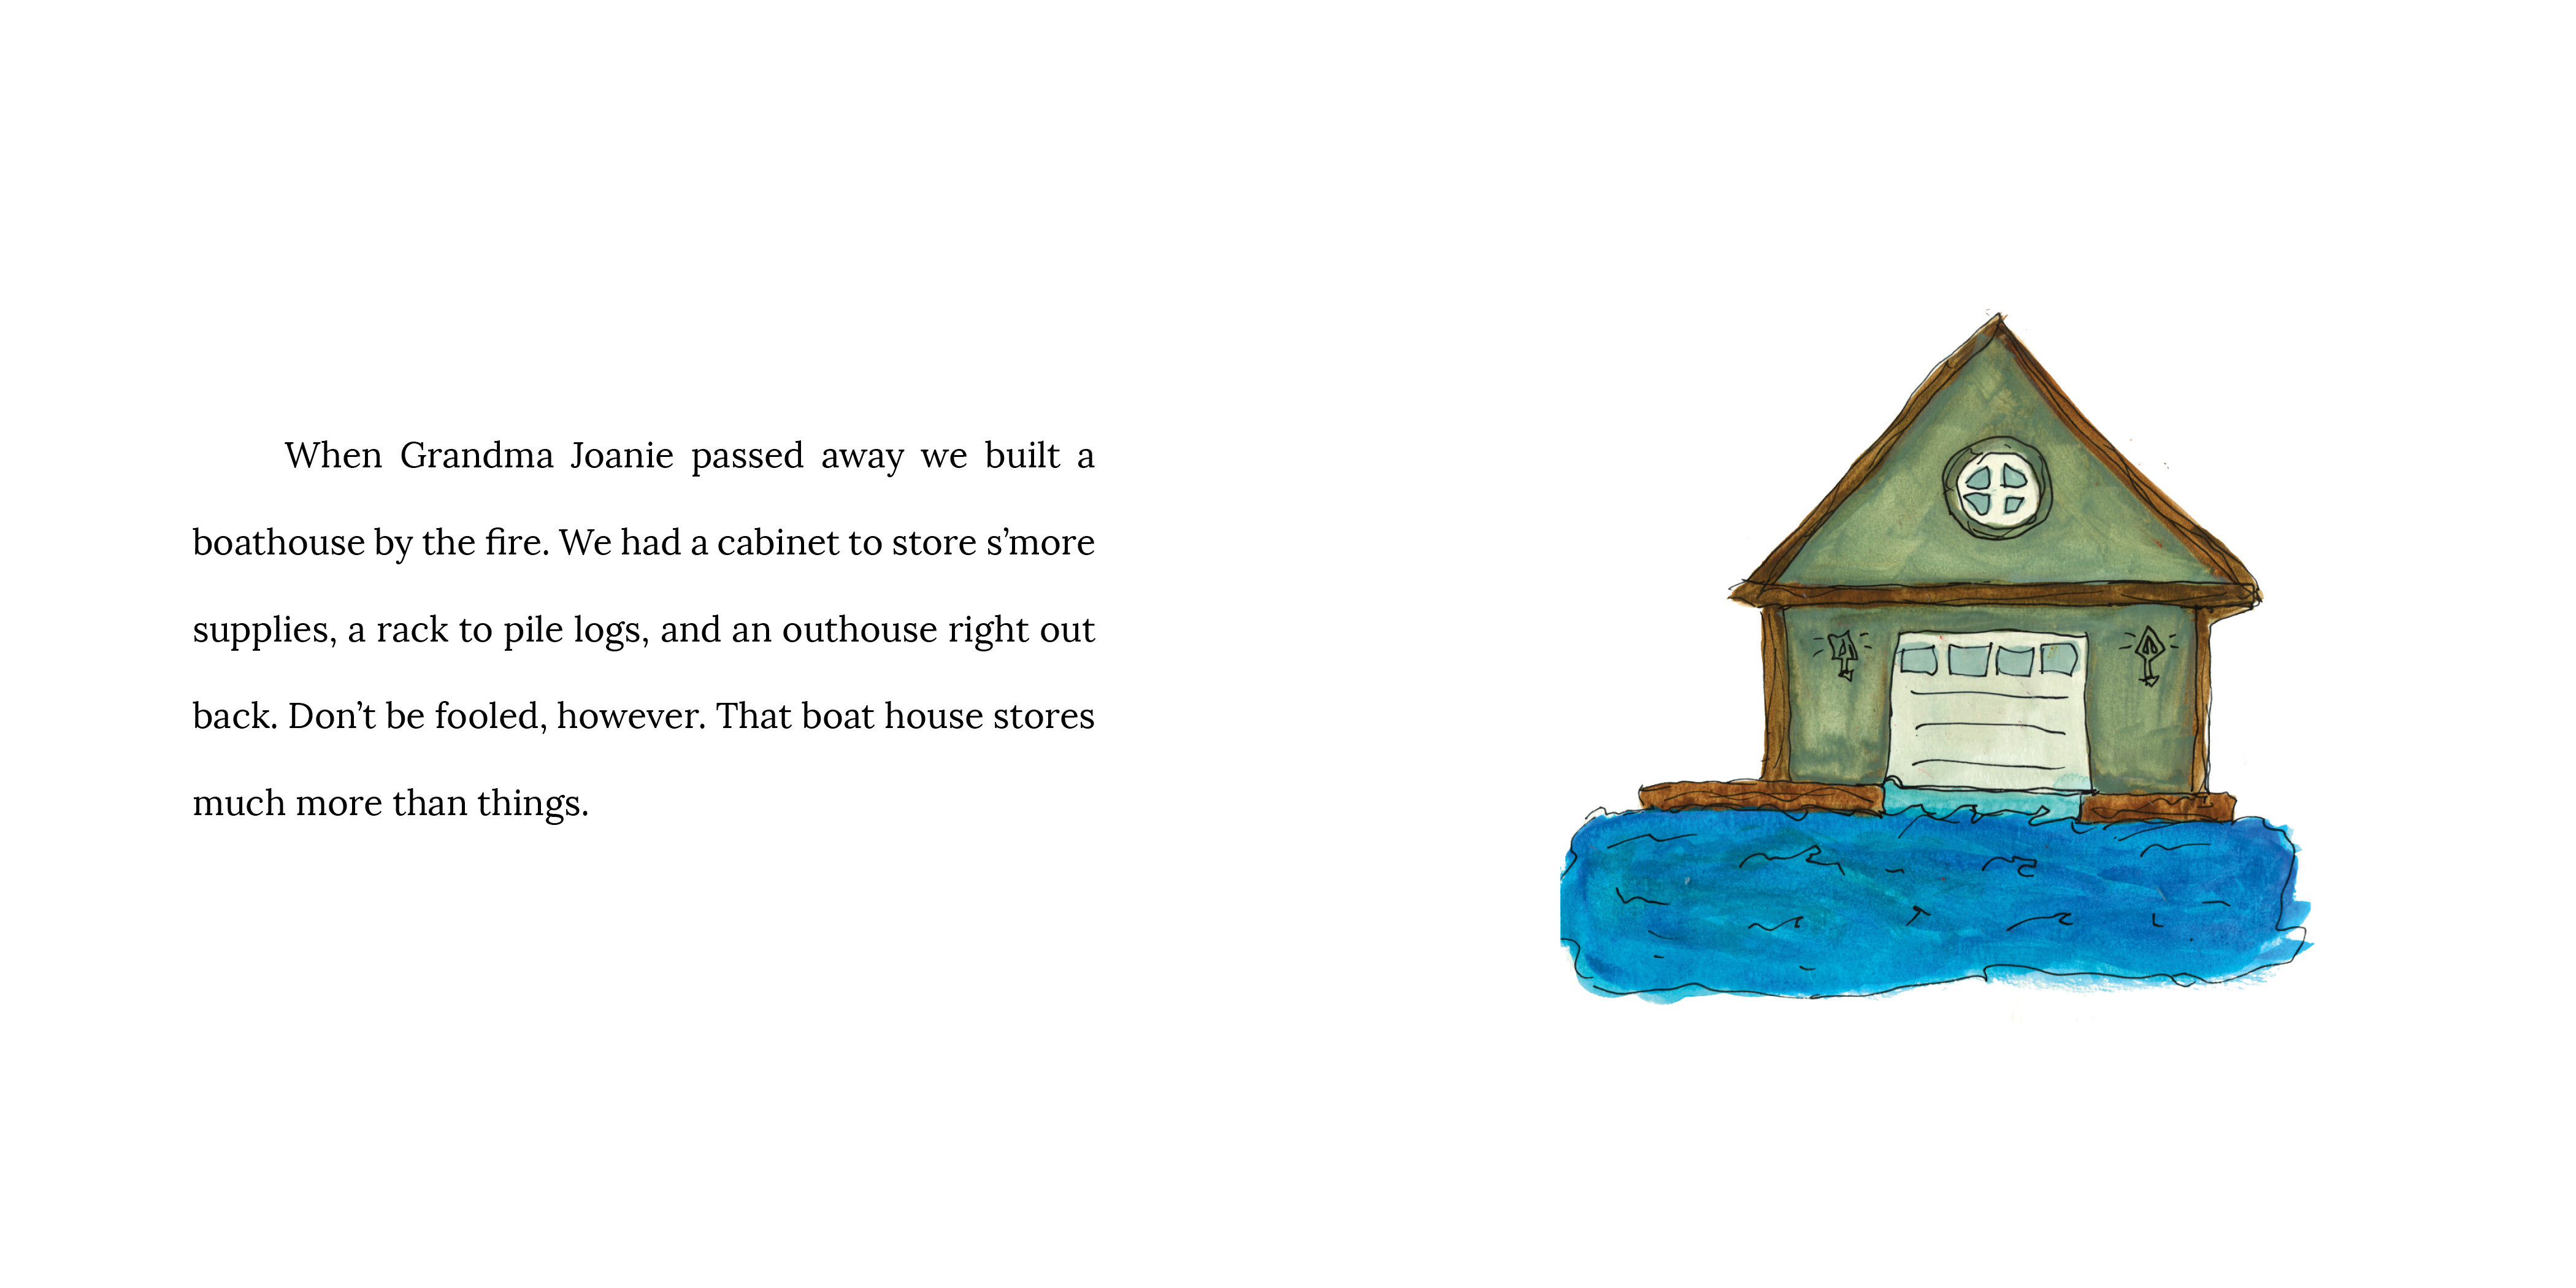 When Grandma Joanie passed away we built a
boathouse by the fire. We had a cabinet to store s’more
supplies, a rack to pile logs, and an outhouse right out
back. Don’t be fooled, however. That boat house stores
much more than things.